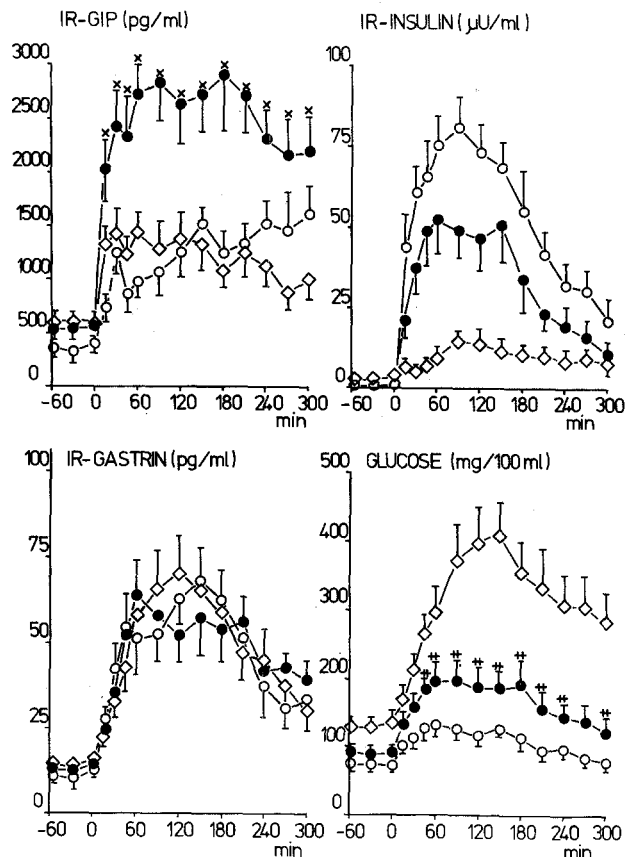 IR-GIP (pg/ml)
3000
2500
2000
1500
1000
500
0
-60 0 60 120 180 240 300
min
IR-INSULIN (µU/ml)
100
75
50
25
0
-60 0 60 120 180 240 300
min
IR-GASTRIN (pg/ml)
100
75
50
25
0
-60 0 60 120 180 240 300
min
GLUCOSE (mg/100ml)
500
400
300
200
100
0
-60 0 60 120 180 240 300
min